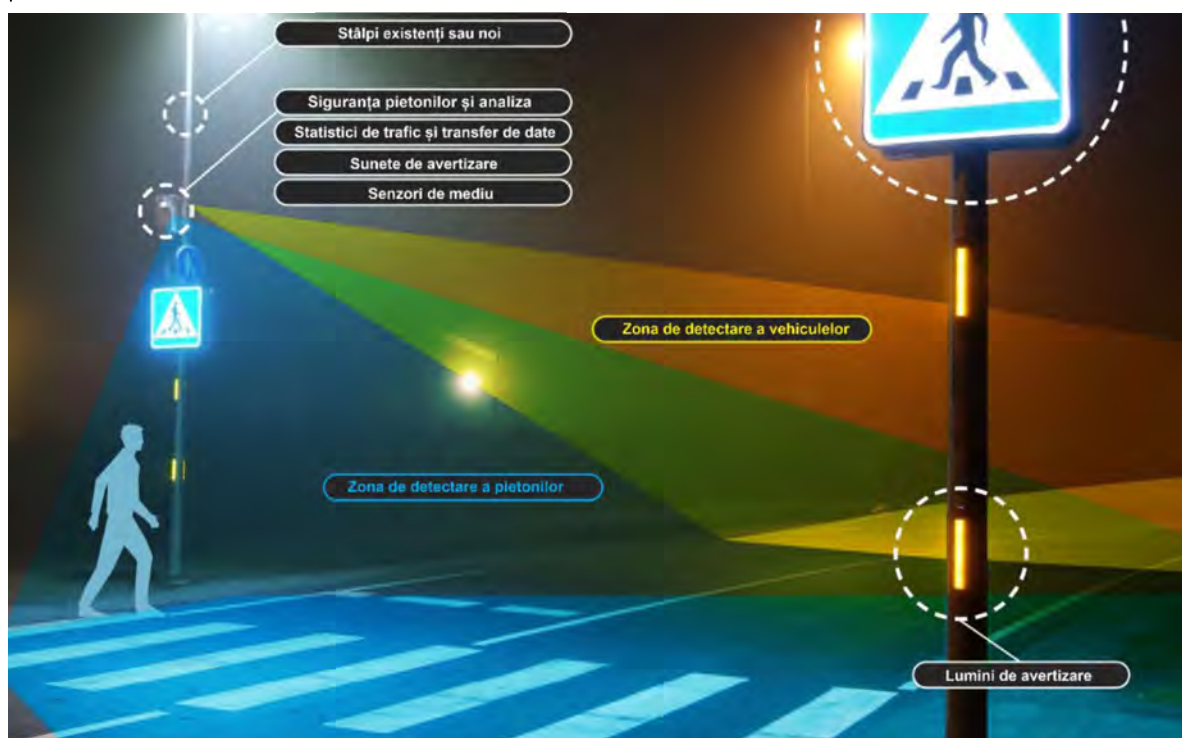 Stâlpi existenți sau noi
Siguranța pietonilor și analiza
Statistici de trafic și transfer de date
Sunete de avertizare
Senzori de mediu
Zona de detectare a vehiculelor
Zona de detectare a pietonilor
Lumini de avertizare